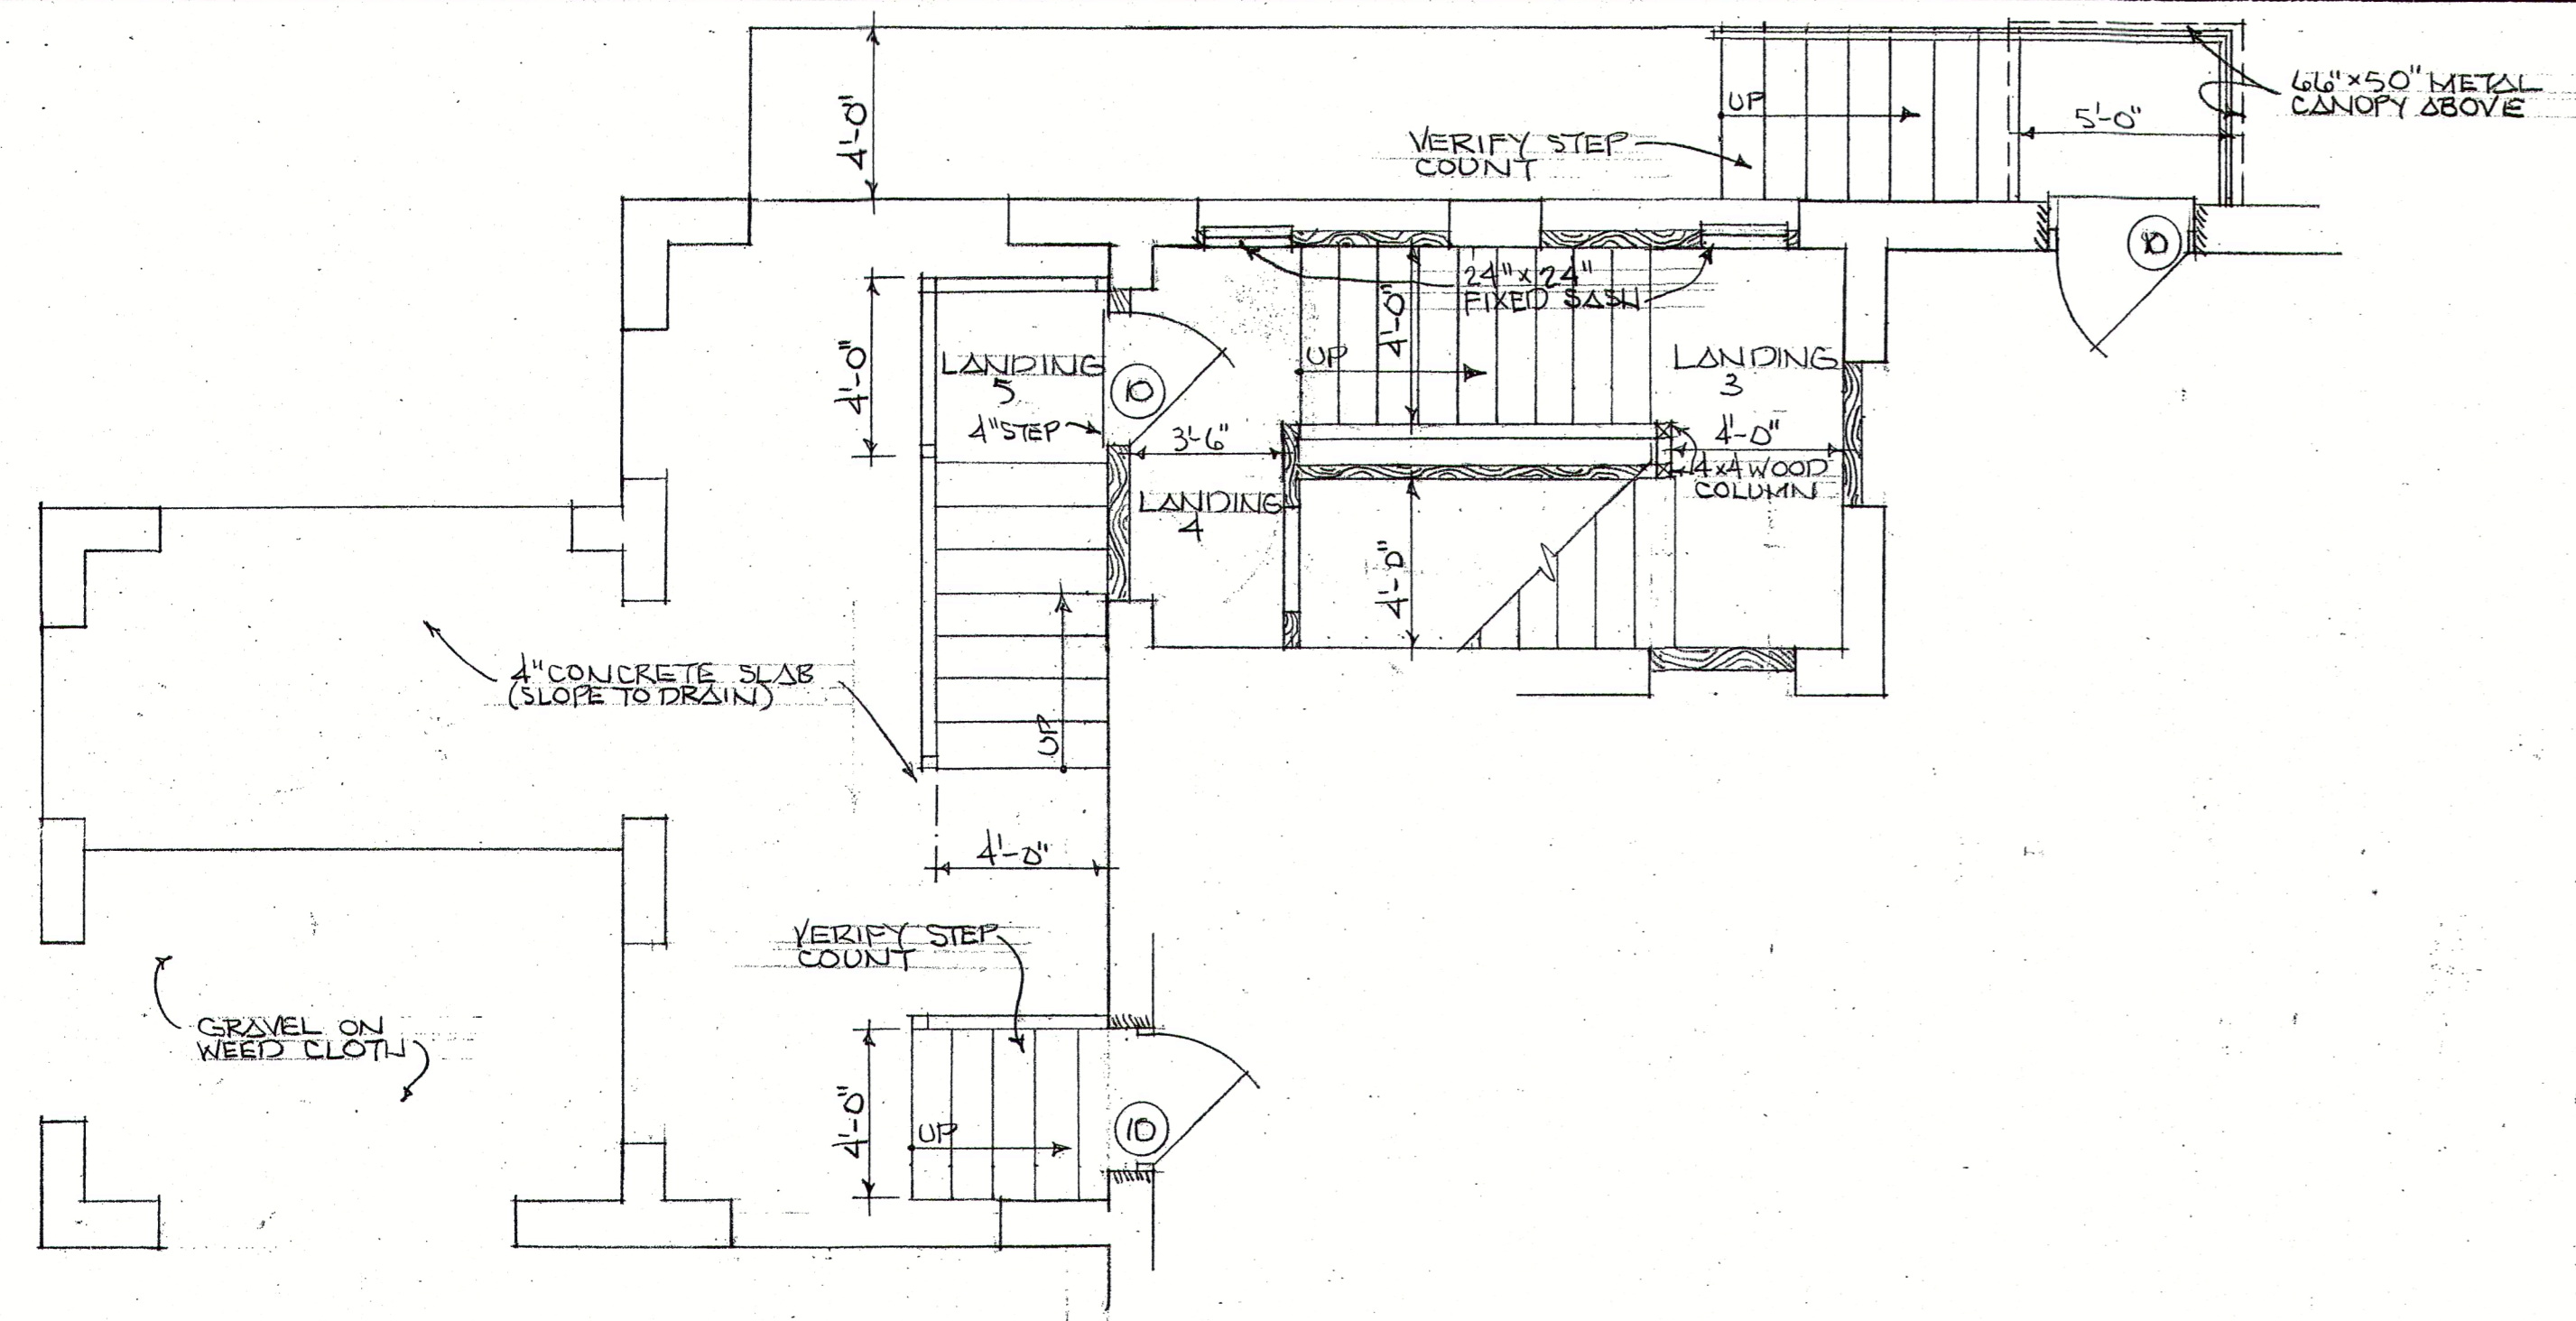 66"x50" METAL
CANOPY ABOVE
4'-0"
UP
5'-0"
VERIFY STEP
COUNT
10
24"x24"
FIXED SASH
4'-0"
4'-0"
UP
LANDING
5
10
LANDING
3
4" STEP
3'-6"
4'-0"
4x4 WOOD
COLUMN
LANDING
4
4'-0"
4" CONCRETE SLAB
(SLOPE TO DRAIN)
UP
4'-0"
VERIFY STEP
COUNT
GRAVEL ON
WEED CLOTH
4'-0"
UP
10